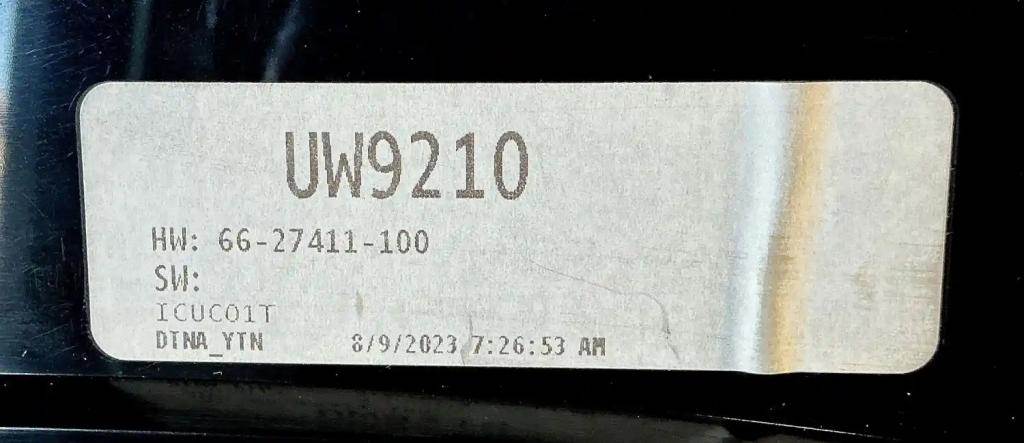 UW9210
HW: 66-27411-100
SW:
ICUC01T
DTNA_YTN 8/9/2023 7:26:53 AM